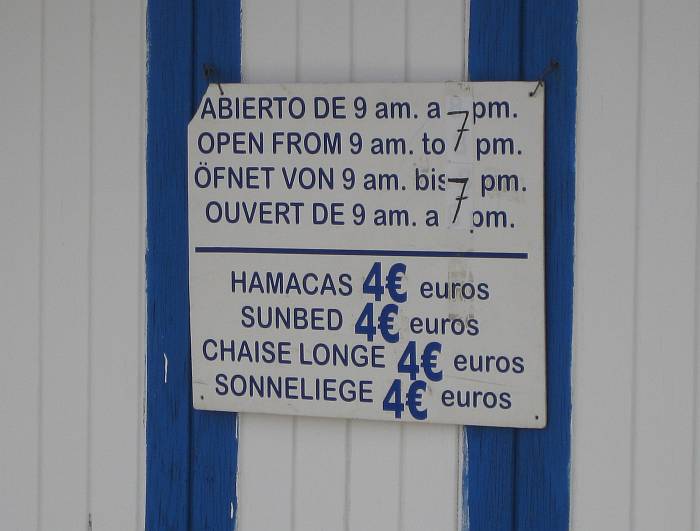 ABIERTO DE 9 am. a 7 pm.
OPEN FROM 9 am. to 7 pm.
ÖFNET VON 9 am. bis 7 pm.
OUVERT DE 9 am. a 7 pm.
HAMACAS 4€ euros
SUNBED 4€ euros
CHAISE LONGE 4€ euros
SONNELIEGE 4€ euros